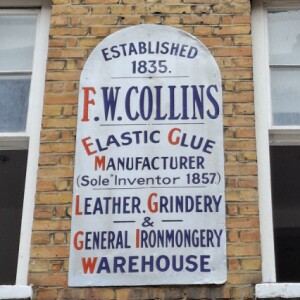 ESTABLISHED
1835.
F.W. COLLINS
ELASTIC GLUE
MANUFACTURER
(Sole "Inventor 1857)
LEATHER, GRINDERY
&
GENERAL IRONMONGERY
WAREHOUSE